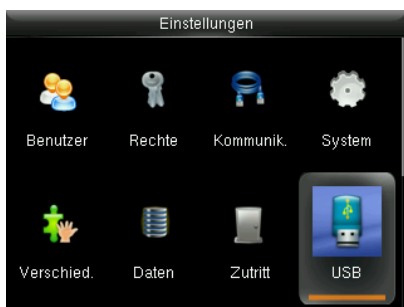 Einstellungen
Benutzer Rechte Kommunik. System
Verschied. Daten Zutritt USB